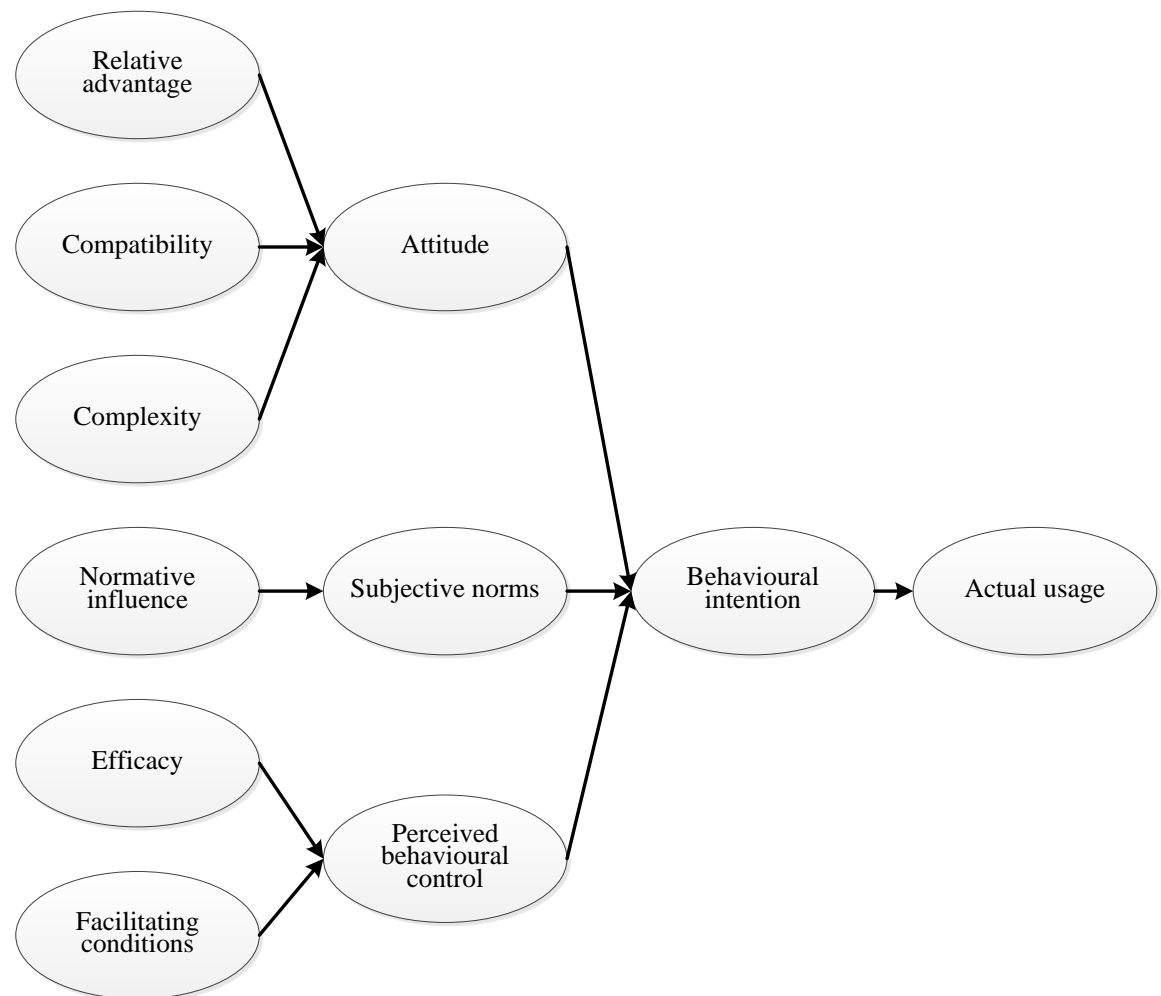 Relative
advantage
Compatibility
Attitude
Complexity
Normative
influence
Subjective norms
Behavioural
intention
Actual usage
Efficacy
Perceived
behavioural
control
Facilitating
conditions